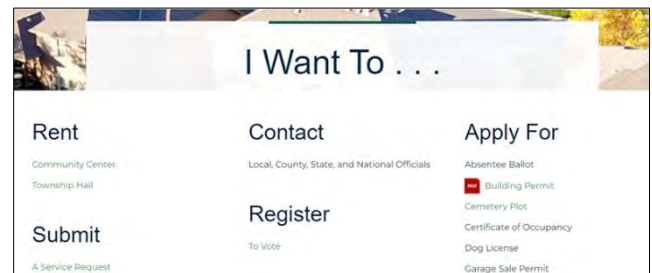 I Want To . . .
Rent
Community Center
Township Hall
Submit
A Service Request
Contact
Local, County, State, and National Officials
Register
To Vote
Apply For
Absentee Ballot
Building Permit
Cemetery Plot
Certificate of Occupancy
Dog License
Garage Sale Permit